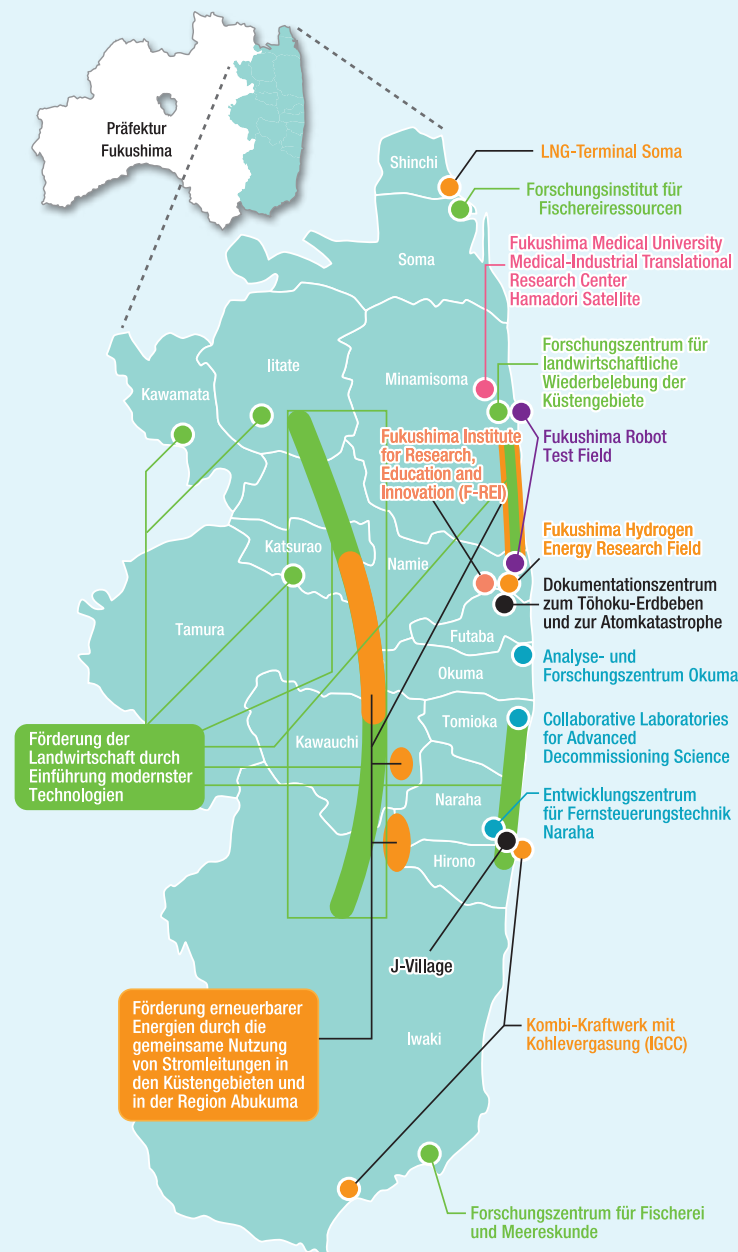 Präfektur
Fukushima
Shinchi
LNG-Terminal Soma
Forschungsinstitut für
Fischereiressourcen
Soma
Fukushima Medical University
Medical-Industrial Translational
Research Center
Hamadori Satellite
Iitate
Kawamata
Minamisoma
Forschungszentrum für
landwirtschaftliche
Wiederbelebung der
Küstengebiete
Fukushima Institute
for Research,
Education and
Innovation (F-REI)
Fukushima Robot
Test Field
Katsurao
Namie
Fukushima Hydrogen
Energy Research Field
Dokumentationszentrum
zum Tōhoku-Erdbeben
und zur Atomkatastrophe
Tamura
Futaba
Okuma
Analyse- und
Forschungszentrum Okuma
Tomioka
Kawauchi
Collaborative Laboratories
for Advanced
Decommissioning Science
Förderung der
Landwirtschaft durch
Einführung modernster
Technologien
Naraha
Entwicklungszentrum
für Fernsteuerungstechnik
Naraha
Hirono
J-Village
Förderung erneuerbarer
Energien durch die
gemeinsame Nutzung
von Stromleitungen in
den Küstengebieten und
in der Region Abukuma
Iwaki
Kombi-Kraftwerk mit
Kohlevergasung (IGCC)
Forschungszentrum für Fischerei
und Meereskunde